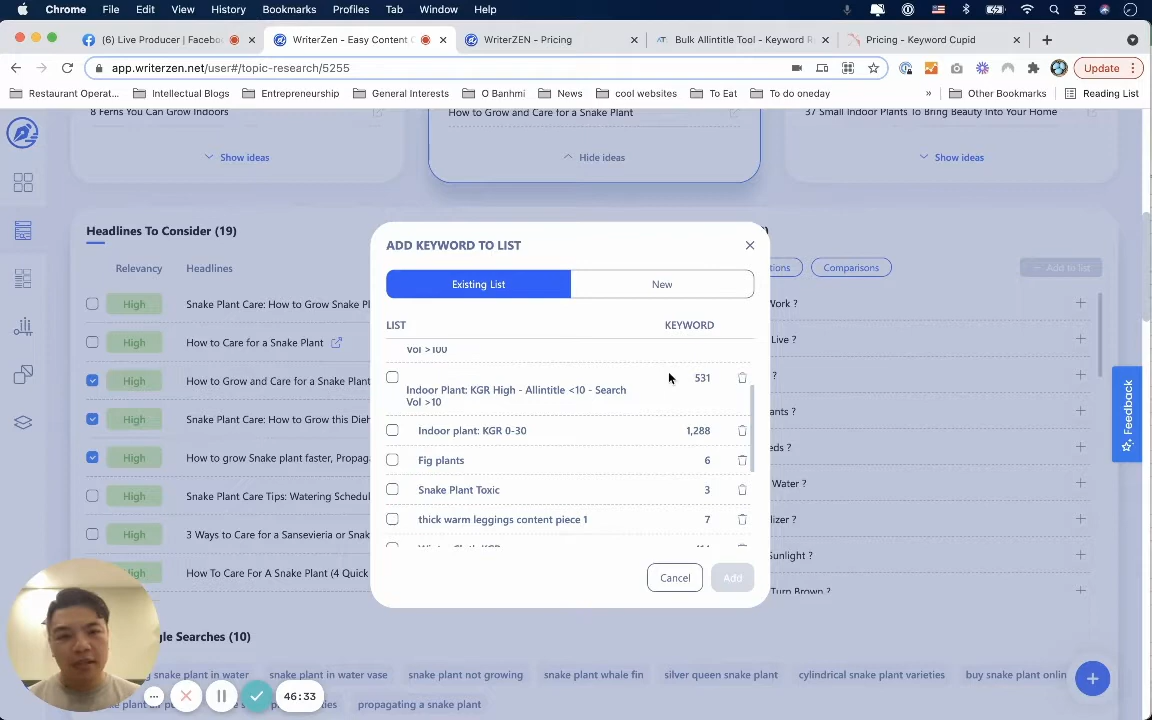 Chrome File Edit View History Bookmarks Profiles Tab Window Help
(6) Live Producer | Facebo
WriterZen - Easy Content C
WriterZEN - Pricing
Bulk Allintitle Tool - Keyword R
Pricing - Keyword Cupid
app.writerzen.net/user#/topic-research/5255
Update
Restaurant Operat...
Intellectual Blogs
Entrepreneurship
General Interests
O Banhmi
News
cool websites
To Eat
To do oneday
»
Other Bookmarks
Reading List
8 Ferns You Can Grow Indoors
How to Grow and Care for a Snake Plant
37 Small Indoor Plants To Bring Beauty Into Your Home
Show ideas
Hide ideas
Show ideas
Headlines To Consider (19)
Relevancy Headlines
High Snake Plant Care: How to Grow Snake Pl
High How to Care for a Snake Plant
High How to Grow and Care for a Snake Plant
High Snake Plant Care: How to Grow this Dieh
High How to grow Snake plant faster, Propag
High Snake Plant Care Tips: Watering Schedul
High 3 Ways to Care for a Sansevieria or Snak
High How To Care For A Snake Plant (4 Quick
ADD KEYWORD TO LIST
Existing List New
LIST KEYWORD
Vol >100
Indoor Plant: KGR High - Allintitle <10 - Search
Vol >10
531
Indoor plant: KGR 0-30 1,288
Fig plants 6
Snake Plant Toxic 3
thick warm leggings content piece 1 7
Cancel Add
tions Comparisons + Add to list
Work ?
Live ?
?
ants ?
eds ?
Water ?
lizer ?
unlight ?
Turn Brown ?
Feedback
gle Searches (10)
g snake plant in water
snake plant in water vase
snake plant not growing
snake plant whale fin
silver queen snake plant
cylindrical snake plant varieties
buy snake plant onlin
propagating a snake plant
46:33